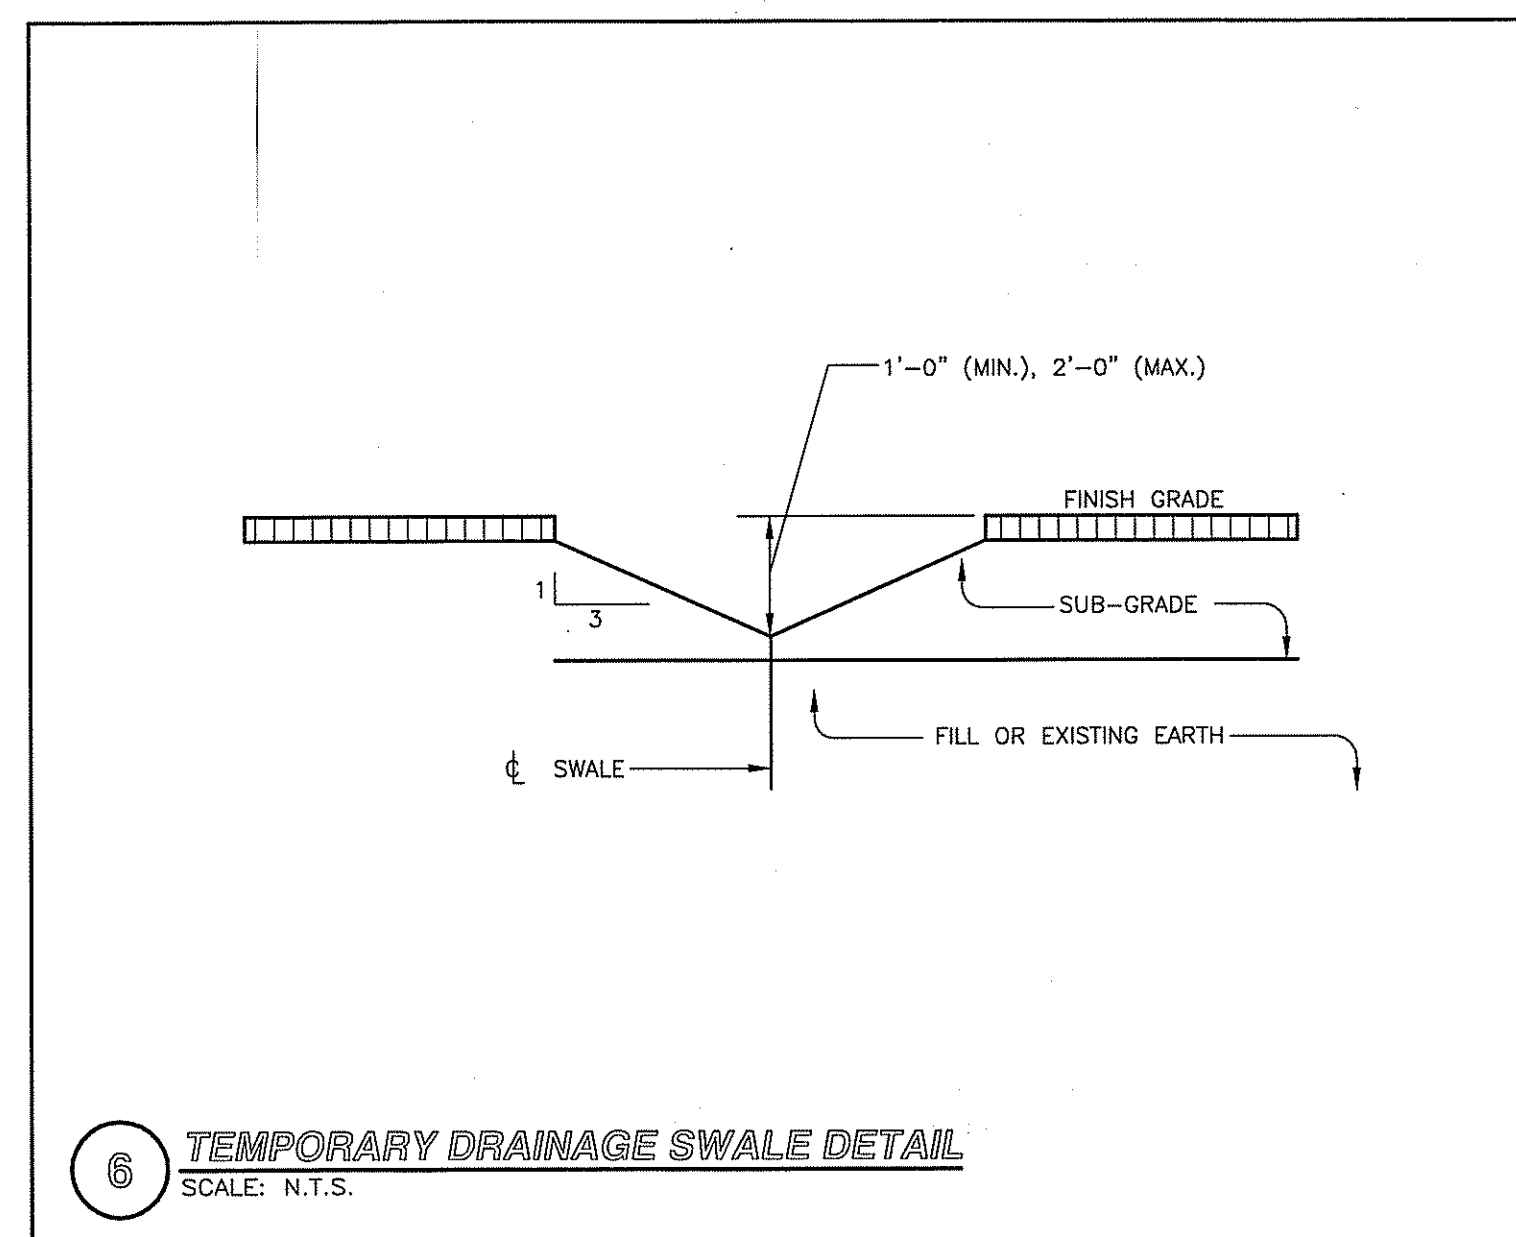 1'-0" (MIN.), 2'-0" (MAX.)
FINISH GRADE
1
3
SUB-GRADE
FILL OR EXISTING EARTH
℄ SWALE
6
TEMPORARY DRAINAGE SWALE DETAIL
SCALE: N.T.S.